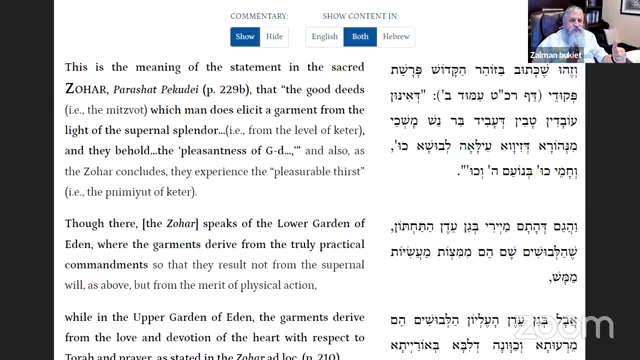 COMMENTARY:
SHOW CONTENT IN:
Show Hide
English Both Hebrew
Zalman bukiet
This is the meaning of the statement in the sacred
ZOHAR, Parashat Pekudei (p. 229b), that “the good deeds
(i.e., the mitzvot) which man does elicit a garment from the
light of the supernal splendor...(i.e., from the level of keter),
and they behold...the ‘pleasantness of G-d...,’” and also, as
the Zohar concludes, they experience the “pleasurable thirst”
(i.e., the pnimiyut of keter).
וְזֶהוּ שֶׁכָּתוּב בַּזּוֹהַר הַקָּדוֹשׁ פָּרָשַׁת
פְּקוּדֵי (דַּף רכ"ט עִמּוּד ב'): "דְּאִינּוּן
עוֹבָדִין טָבִין דְּעָבִיד בַּר נַשׁ מָשְׁכֵי
מִנְּהוֹרָא דְּזִיוָוא עִילָּאָה לְבוּשָׁא כו',
וְחָמֵי כו' בְּנוֹעַם ה' וְכוּ'".
Though there, [the Zohar] speaks of the Lower Garden of
Eden, where the garments derive from the truly practical
commandments so that they result not from the supernal
will, as above, but from the merit of physical action,
וַהֲגַם דְּהָתָם מַיְירֵי בְּגַן עֵדֶן הַתַּחְתּוֹן,
שֶׁהַלְּבוּשִׁים שָׁם הֵם מִמִּצְוֹת מַעֲשִׂיּוֹת
מַמָּשׁ,
while in the Upper Garden of Eden, the garments derive
from the love and devotion of the heart with respect to
Torah and prayer, as stated in the Zohar ad loc. (p. 210).
אֲבָל בְּגַן עֵדֶן הָעֶלְיוֹן הַלְּבוּשִׁים הֵם
מֵרְעוּתָא וְכַוָּונָה דְלִבָּא בְּאוֹרַיְיתָא
zoom